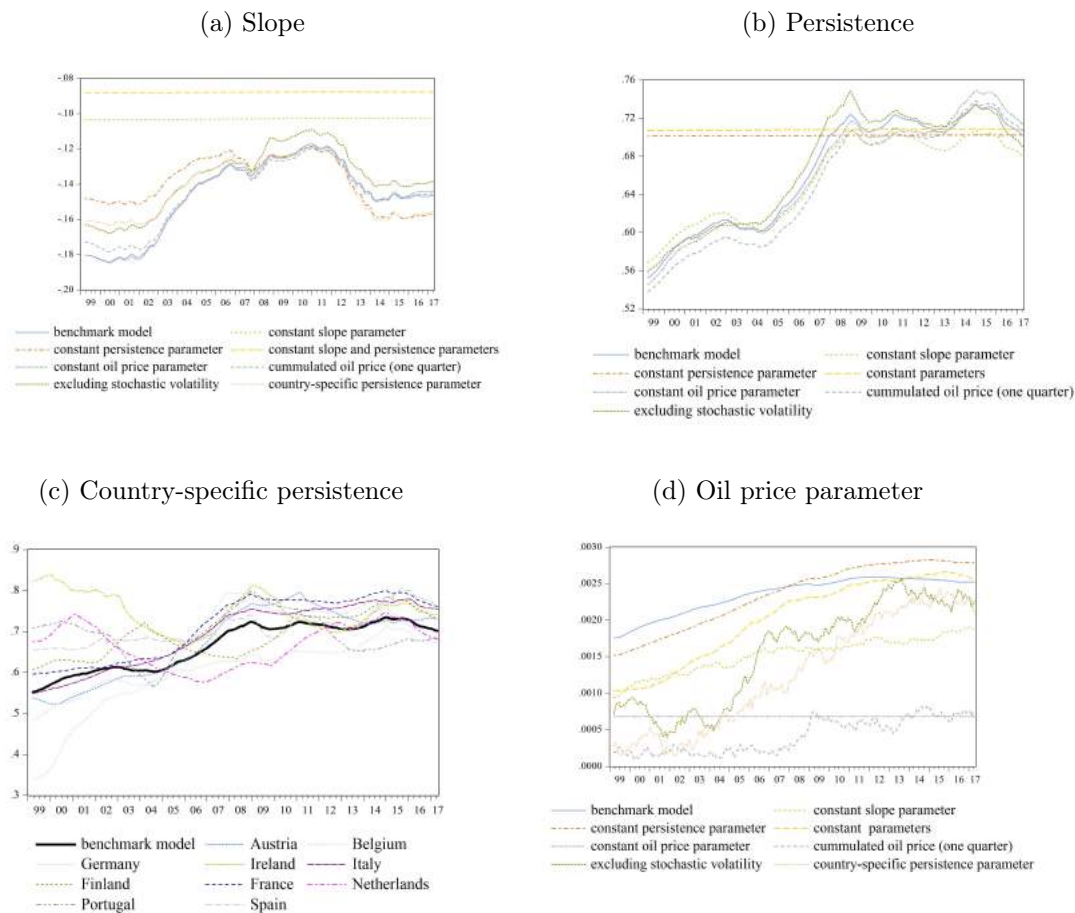 (a) Slope
(b) Persistence
-.08
-.10
-.12
-.14
-.16
-.18
-.20
99 00 01 02 03 04 05 06 07 08 09 10 11 12 13 14 15 16 17
benchmark model
constant slope parameter
constant persistence parameter
constant slope and persistence parameters
constant oil price parameter
cummulated oil price (one quarter)
excluding stochastic volatility
country-specific persistence parameter
.76
.72
.68
.64
.60
.56
.52
99 00 01 02 03 04 05 06 07 08 09 10 11 12 13 14 15 16 17
benchmark model
constant slope parameter
constant persistence parameter
constant parameters
constant oil price parameter
cummulated oil price (one quarter)
excluding stochastic volatility
(c) Country-specific persistence
(d) Oil price parameter
.9
.8
.7
.6
.5
.4
.3
99 00 01 02 03 04 05 06 07 08 09 10 11 12 13 14 15 16 17
benchmark model
Austria
Belgium
Germany
Ireland
Italy
Finland
France
Netherlands
Portugal
Spain
.0030
.0025
.0020
.0015
.0010
.0005
.0000
99 00 01 02 03 04 05 06 07 08 09 10 11 12 13 14 15 16 17
benchmark model
constant slope parameter
constant persistence parameter
constant parameters
constant oil price parameter
cummulated oil price (one quarter)
excluding stochastic volatility
country-specific persistence parameter